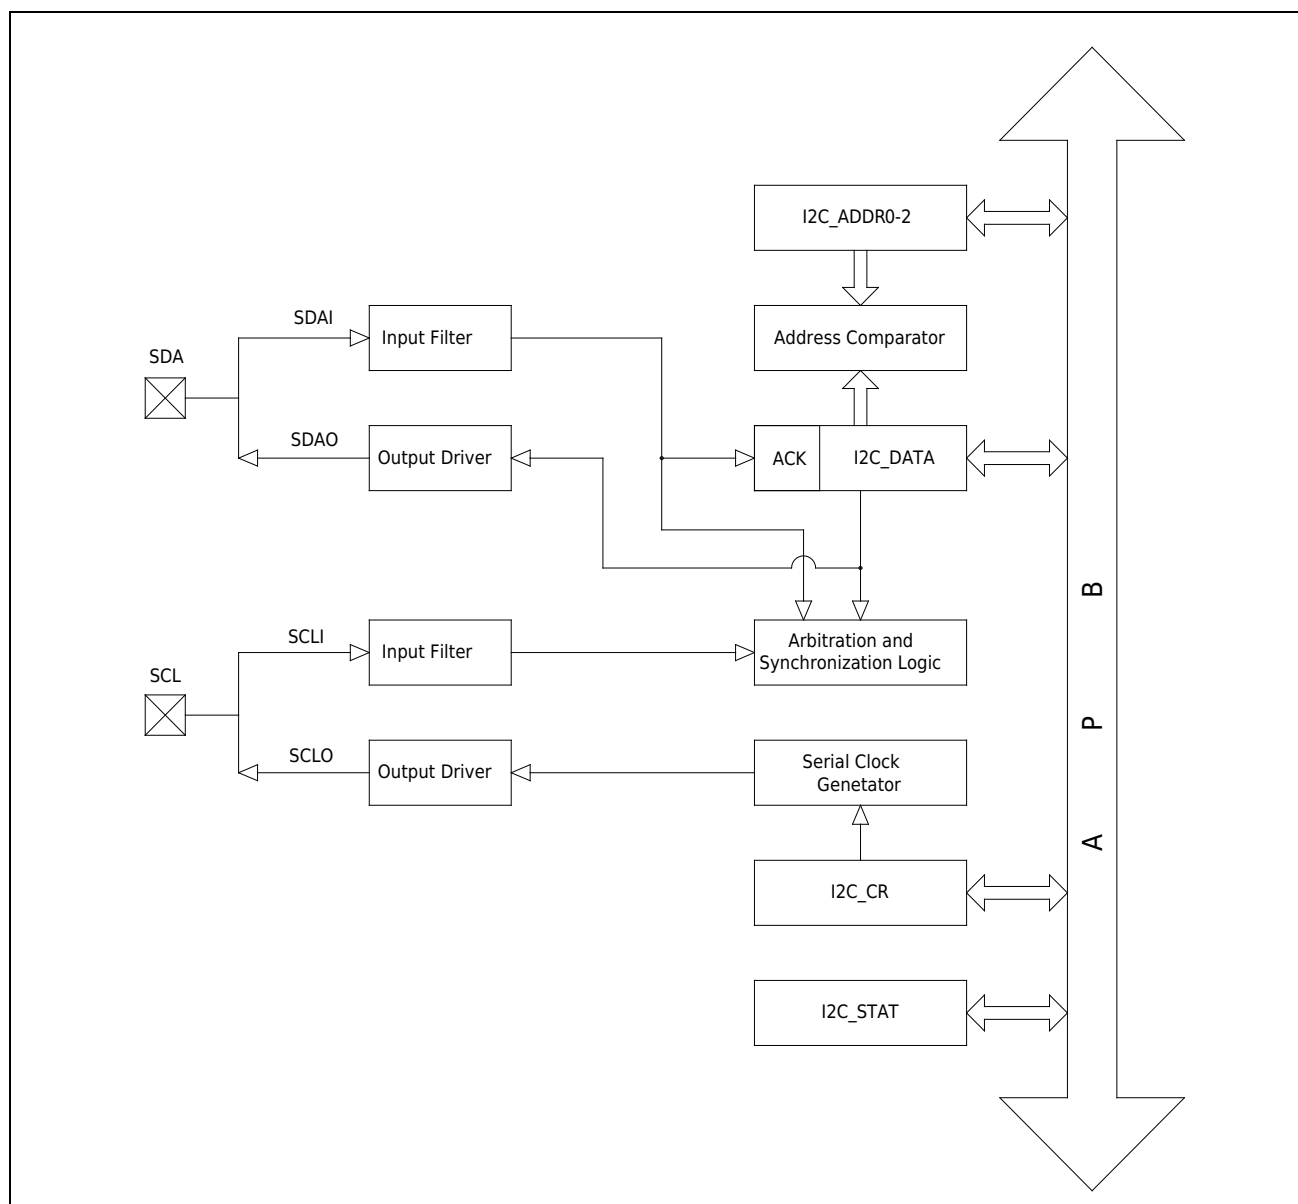 I2C_ADDR0-2
SDAI
Input Filter
Address Comparator
SDA
SDAO
Output Driver
ACK
I2C_DATA
B
SCLI
Input Filter
Arbitration and
Synchronization Logic
SCL
P
SCLO
Output Driver
Serial Clock
Genetator
A
I2C_CR
I2C_STAT